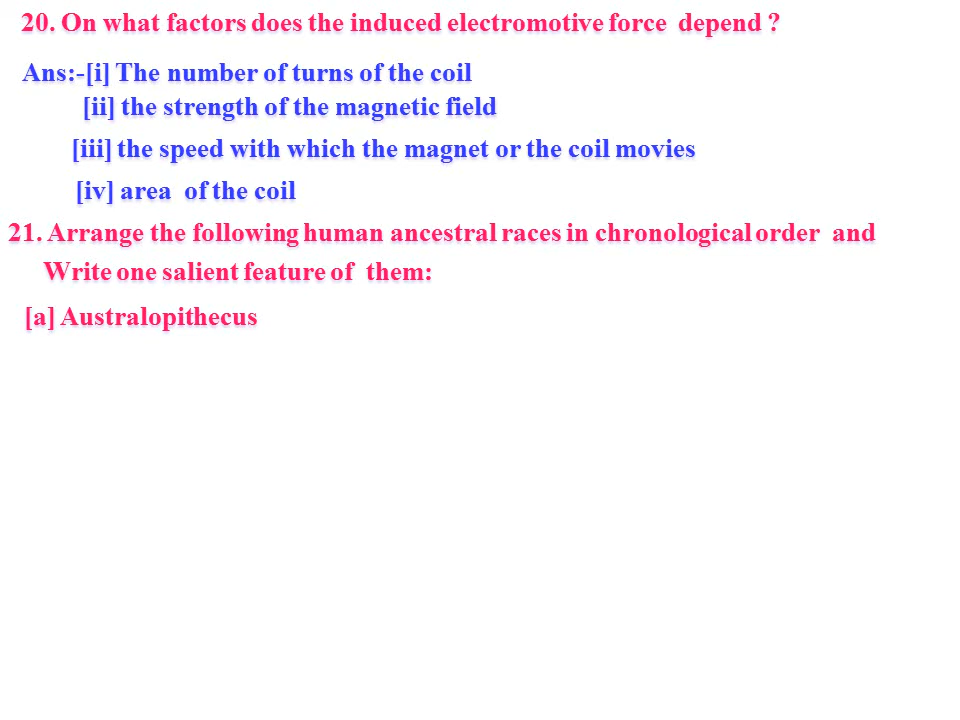 20. On what factors does the induced electromotive force depend ?
Ans:-[i] The number of turns of the coil
[ii] the strength of the magnetic field
[iii] the speed with which the magnet or the coil movies
[iv] area of the coil
21. Arrange the following human ancestral races in chronological order and
Write one salient feature of them:
[a] Australopithecus